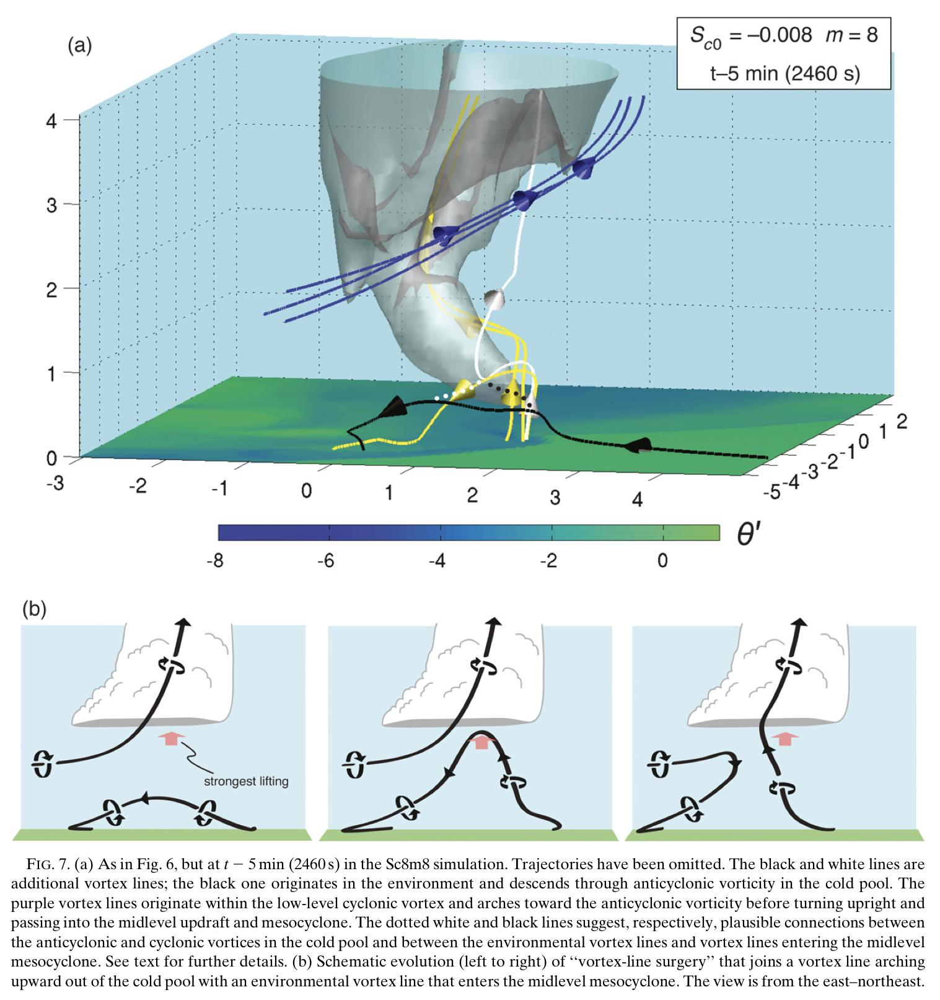 (a)
S_c0 = –0.008 m = 8
t–5 min (2460 s)
4
3
2
1
0
-3
-2
-1
0
1
2
3
4
-5
-4
-3
-2
-1
0
1
2
θ′
-8
-6
-4
-2
0
(b)
strongest lifting
FIG. 7. (a) As in Fig. 6, but at t − 5 min (2460 s) in the Sc8m8 simulation. Trajectories have been omitted. The black and white lines are
additional vortex lines; the black one originates in the environment and descends through anticyclonic vorticity in the cold pool. The
purple vortex lines originate within the low-level cyclonic vortex and arches toward the anticyclonic vorticity before turning upright and
passing into the midlevel updraft and mesocyclone. The dotted white and black lines suggest, respectively, plausible connections between
the anticyclonic and cyclonic vortices in the cold pool and between the environmental vortex lines and vortex lines entering the midlevel
mesocyclone. See text for further details. (b) Schematic evolution (left to right) of ‘‘vortex-line surgery’’ that joins a vortex line arching
upward out of the cold pool with an environmental vortex line that enters the midlevel mesocyclone. The view is from the east–northeast.